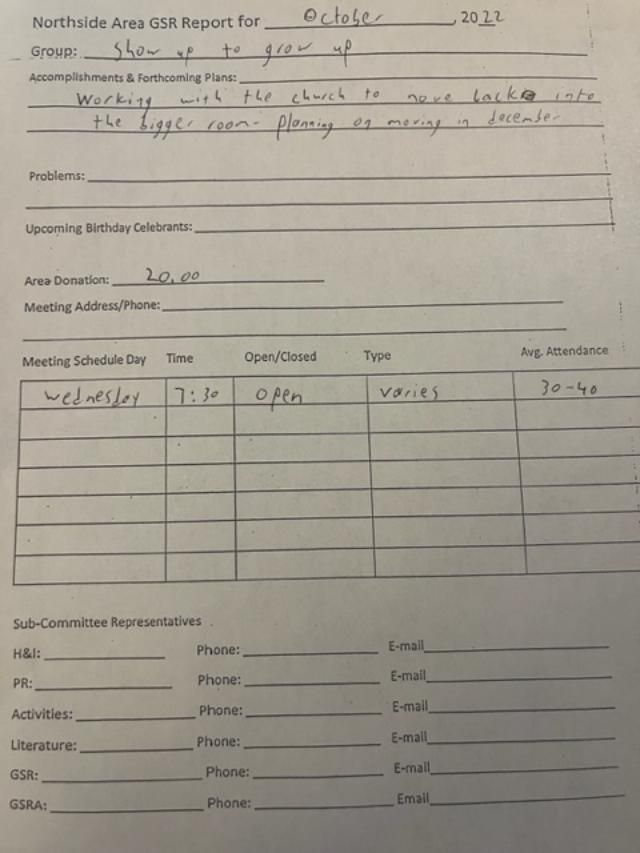 Northside Area GSR Report for October, 2022
Group: Show up to grow up
Accomplishments & Forthcoming Plans:
Working with the church to move back into
the bigger room- planning on moving in december
Problems:
Upcoming Birthday Celebrants:
Area Donation: 20.00
Meeting Address/Phone:
Meeting Schedule Day Time Open/Closed Type Avg. Attendance
wednesday 7:30 open varies 30-40
Sub-Committee Representatives
H&I: Phone: E-mail
PR: Phone: E-mail
Activities: Phone: E-mail
Literature: Phone: E-mail
GSR: Phone: E-mail
GSRA: Phone: Email